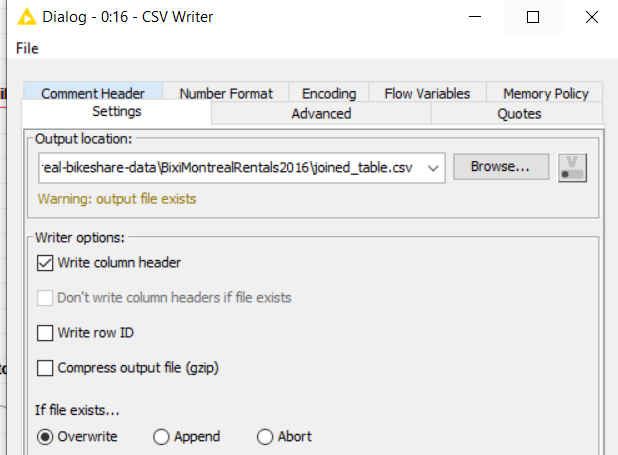 Dialog - 0:16 - CSV Writer
File
Comment Header Number Format Encoding Flow Variables Memory Policy
Settings Advanced Quotes
Output location:
real-bikeshare-data\BixiMontrealRentals2016\joined_table.csv Browse...
Warning: output file exists
Writer options:
Write column header
Don't write column headers if file exists
Write row ID
Compress output file (gzip)
If file exists...
Overwrite Append Abort